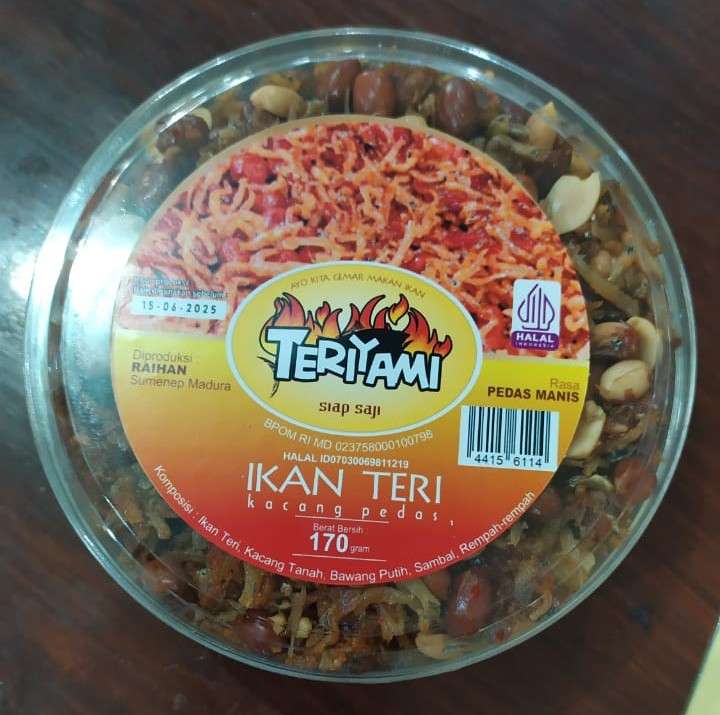 AYO KITA GEMAR MAKAN IKAN
TERIYAMI
siap saji
15-06-2025
HALAL
INDONESIA
Diproduksi :
RAIHAN
Sumenep Madura
Rasa
PEDAS MANIS
BPOM RI MD 023758000100798
HALAL ID07030069811219
4415 6114
IKAN TERI
kacang pedas
Berat Bersih :
170 gram
Komposisi : Ikan Teri, Kacang Tanah, Bawang Putih, Sambal, Rempah-rempah